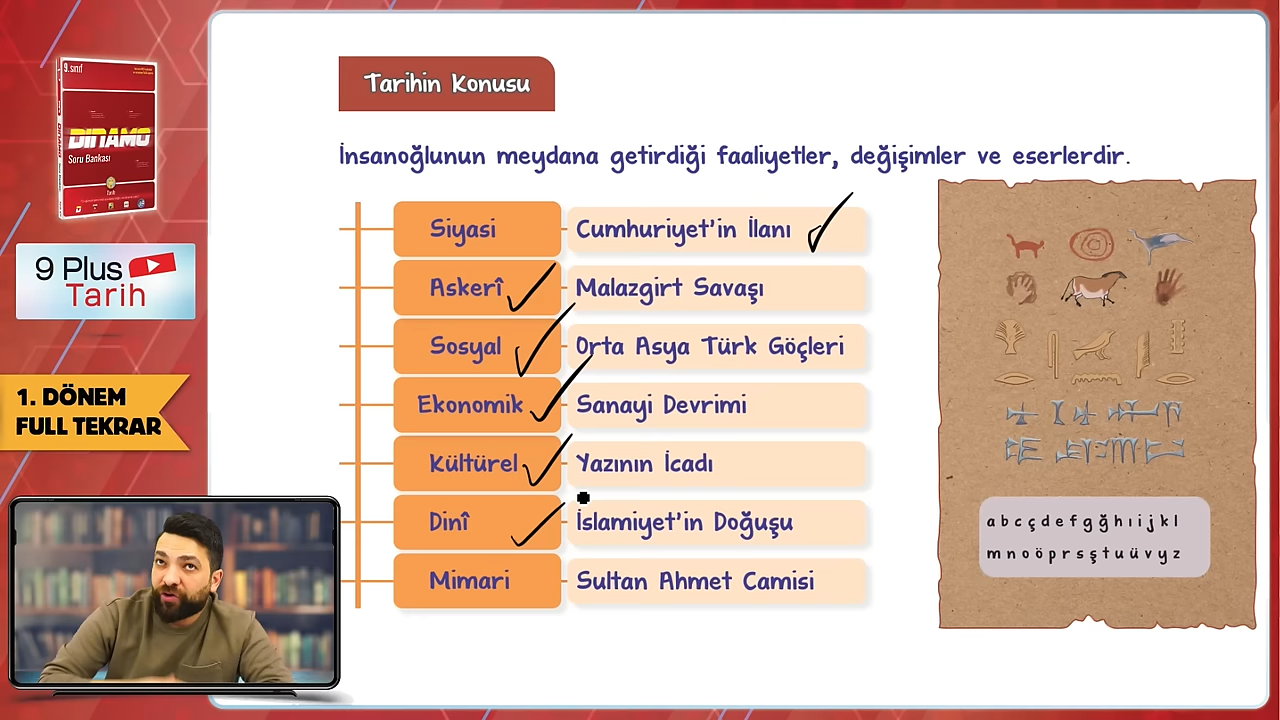 Tarihin Konusu
İnsanoğlunun meydana getirdiği faaliyetler, değişimler ve eserlerdir.
Siyasi Cumhuriyet'in İlanı
Askerî Malazgirt Savaşı
Sosyal Orta Asya Türk Göçleri
Ekonomik Sanayi Devrimi
Kültürel Yazının İcadı
Dinî İslamiyet'in Doğuşu
Mimari Sultan Ahmet Camisi
a b c ç d e f g ğ h ı i j k l
m n o ö p r s ş t u ü v y z
9. sınıf
DİNAMO
Soru Bankası
Tarih
9 Plus
Tarih
1. DÖNEM
FULL TEKRAR